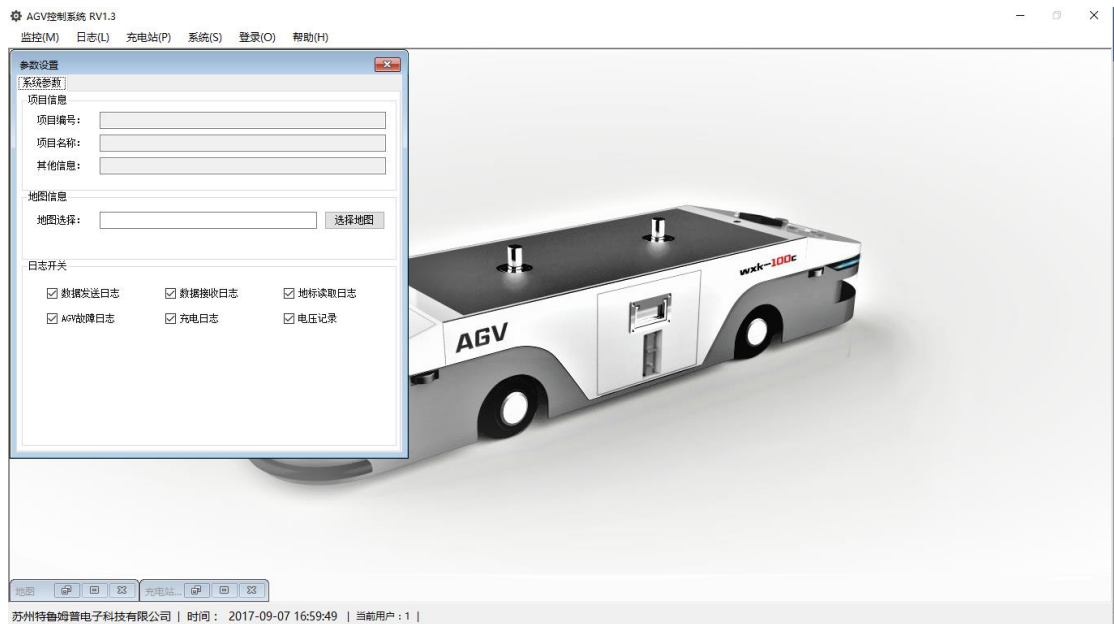 AGV控制系统 RV1.3
监控(M) 日志(L) 充电站(P) 系统(S) 登录(O) 帮助(H)
参数设置
系统参数
项目信息
项目编号:
项目名称:
其他信息:
地图信息
地图选择: 选择地图
日志开关
数据发送日志 数据接收日志 地标读取日志
AGV故障日志 充电日志 电压记录
AGV
wxk-100c
地图 充电站...
苏州特鲁姆普电子科技有限公司 | 时间： 2017-09-07 16:59:49 | 当前用户：1 |